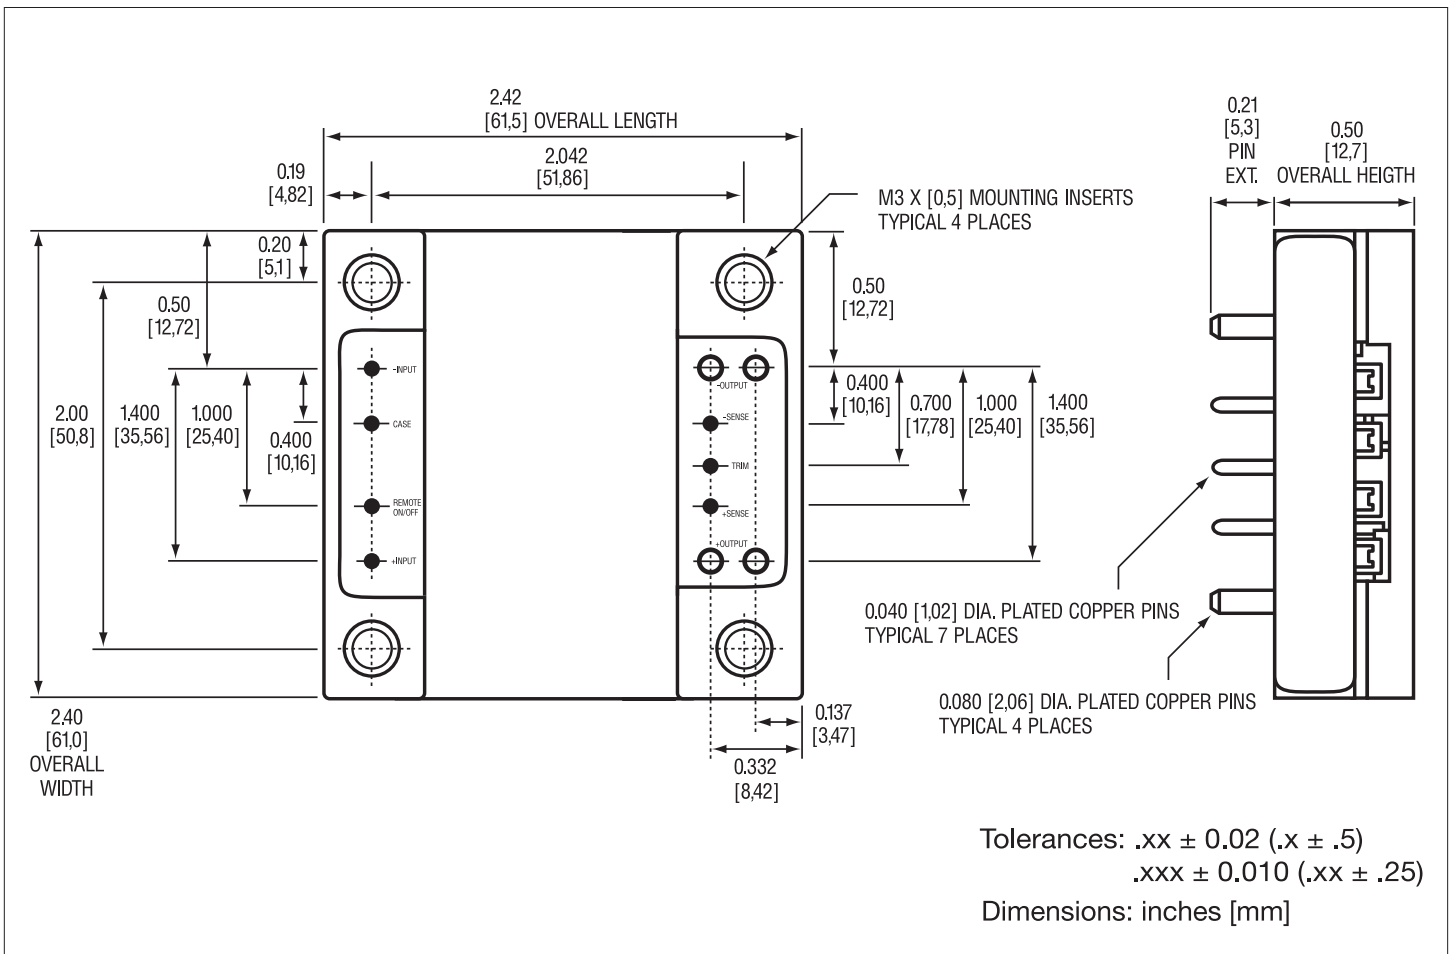 2.42
[61,5] OVERALL LENGTH
2.042
[51,86]
0.19
[4,82]
M3 X [0,5] MOUNTING INSERTS
TYPICAL 4 PLACES
0.21
[5,3]
PIN
EXT.
0.50
[12,7]
OVERALL HEIGTH
0.20
[5,1]
0.50
[12,72]
2.00
[50,8]
1.400
[35,56]
1.000
[25,40]
0.400
[10,16]
-INPUT
CASE
REMOTE
ON/OFF
+INPUT
-OUTPUT
-SENSE
TRIM
+SENSE
+OUTPUT
0.50
[12,72]
0.400
[10,16]
0.700
[17,78]
1.000
[25,40]
1.400
[35,56]
0.040 [1,02] DIA. PLATED COPPER PINS
TYPICAL 7 PLACES
0.080 [2,06] DIA. PLATED COPPER PINS
TYPICAL 4 PLACES
2.40
[61,0]
OVERALL
WIDTH
0.137
[3,47]
0.332
[8,42]
Tolerances: .xx ± 0.02 (.x ± .5)
.xxx ± 0.010 (.xx ± .25)
Dimensions: inches [mm]